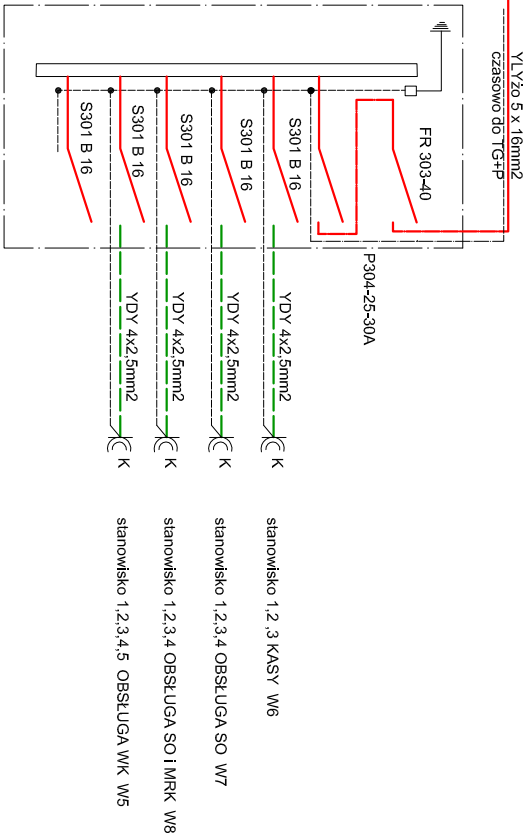 YLYżo 5 x 16mm2
czasowo do TG+P
FR 303-40
P304-25-30A
S301 B 16
YDY 4x2,5mm2
K
stanowisko 1,2 ,3 KASY W6
S301 B 16
YDY 4x2,5mm2
K
stanowisko 1,2,3,4 OBSŁUGA SO W7
S301 B 16
YDY 4x2,5mm2
K
stanowisko 1,2,3,4 OBSŁUGA SO i MRK W8
S301 B 16
YDY 4x2,5mm2
K
stanowisko 1,2,3,4,5 OBSŁUGA WK W5
S301 B 16